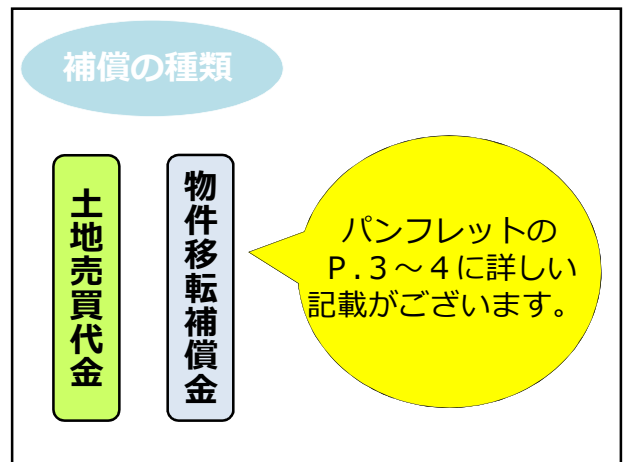 補償の種類
土地売買代金
物件移転補償金
パンフレットの
P.3～4に詳しい
記載がございます。